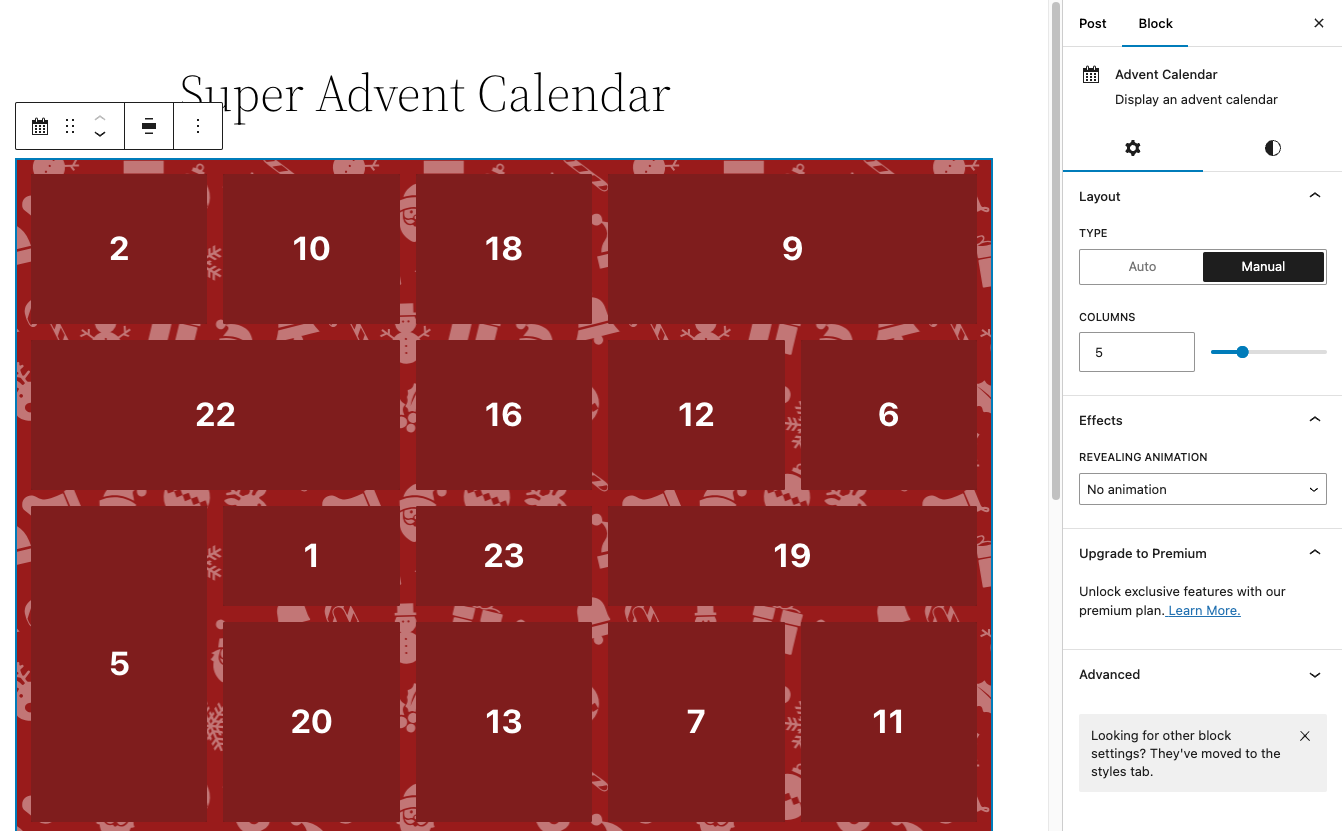 Super Advent Calendar
2
10
18
9
22
16
12
6
5
1
23
19
20
13
7
11
Post
Block
Advent Calendar
Display an advent calendar
Layout
TYPE
Auto
Manual
COLUMNS
5
Effects
REVEALING ANIMATION
No animation
Upgrade to Premium
Unlock exclusive features with our
premium plan. Learn More.
Advanced
Looking for other block
settings? They've moved to the
styles tab.